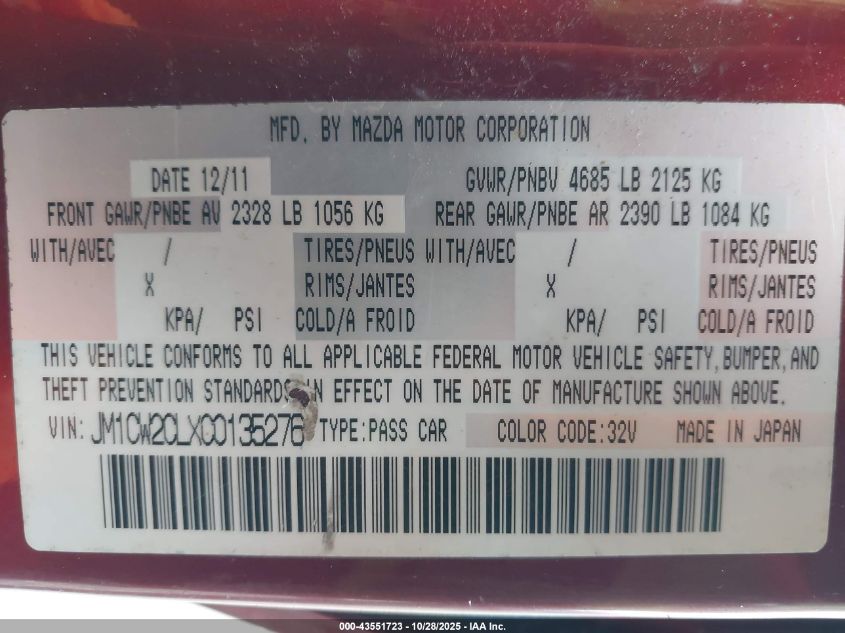 MFD. BY MAZDA MOTOR CORPORATION
DATE 12/11 GVWR/PNBV 4685 LB 2125 KG
FRONT GAWR/PNBE AV 2328 LB 1056 KG REAR GAWR/PNBE AR 2390 LB 1084 KG
WITH/AVEC / TIRES/PNEUS WITH/AVEC / TIRES/PNEUS
X RIMS/JANTES X RIMS/JANTES
KPA/ PSI COLD/A FROID KPA/ PSI COLD/A FROID
THIS VEHICLE CONFORMS TO ALL APPLICABLE FEDERAL MOTOR VEHICLE SAFETY, BUMPER, AND
THEFT PREVENTION STANDARDS IN EFFECT ON THE DATE OF MANUFACTURE SHOWN ABOVE.
VIN: JM1CW2CLXC0135276 TYPE: PASS CAR COLOR CODE: 32V MADE IN JAPAN
000-43551723 - 10/28/2025 - IAA Inc.